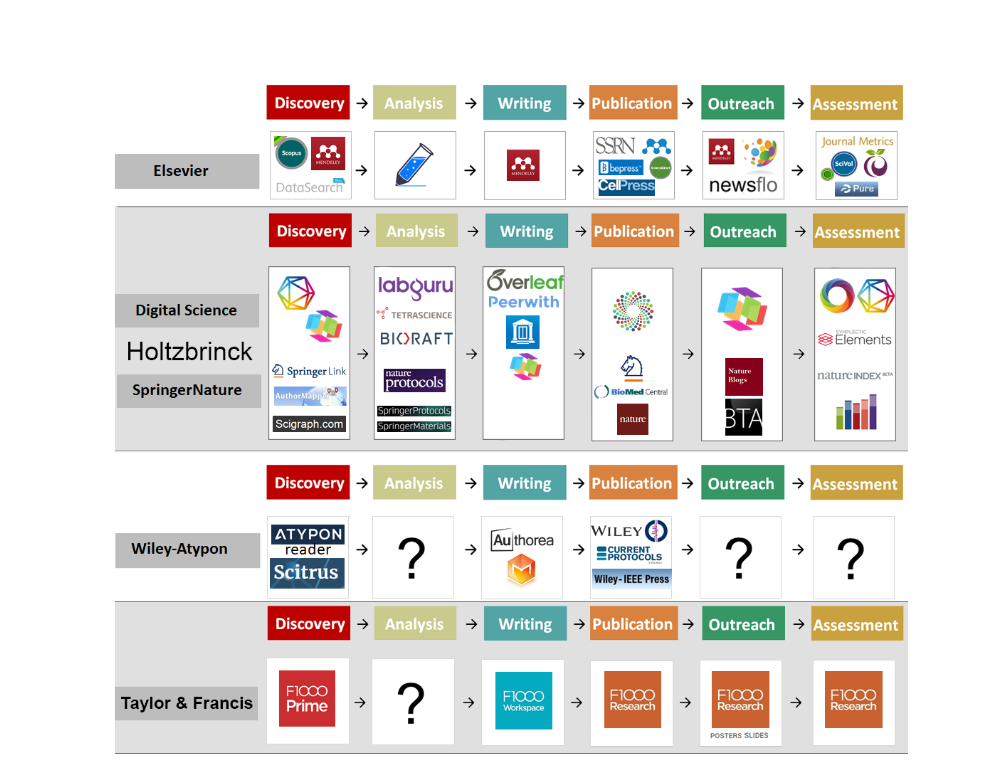 Discovery → Analysis → Writing → Publication → Outreach → Assessment
Elsevier
Scopus
MENDELEY
DataSearch
MENDELEY
SSRN
bepress
CellPress
MENDELEY
newsflo
Journal Metrics
SciVal
Pure
Discovery → Analysis → Writing → Publication → Outreach → Assessment
Digital Science
Holtzbrinck
SpringerNature
Springer Link
AuthorMapper
Scigraph.com
labguru
TETRASCIENCE
BIORAFT
nature
protocols
SpringerProtocols
SpringerMaterials
Overleaf
Peerwith
BioMed Central
nature
Nature
Blogs
BTA
SYMPLECTIC
Elements
natureINDEX BETA
Discovery → Analysis → Writing → Publication → Outreach → Assessment
Wiley-Atypon
ATYPON
reader
Scitrus
?
Authorea
WILEY
CURRENT
PROTOCOLS
Wiley-IEEE Press
?
?
Discovery → Analysis → Writing → Publication → Outreach → Assessment
Taylor & Francis
F1000
Prime
?
F1000
Workspace
F1000
Research
F1000
Research
POSTERS SLIDES
F1000
Research